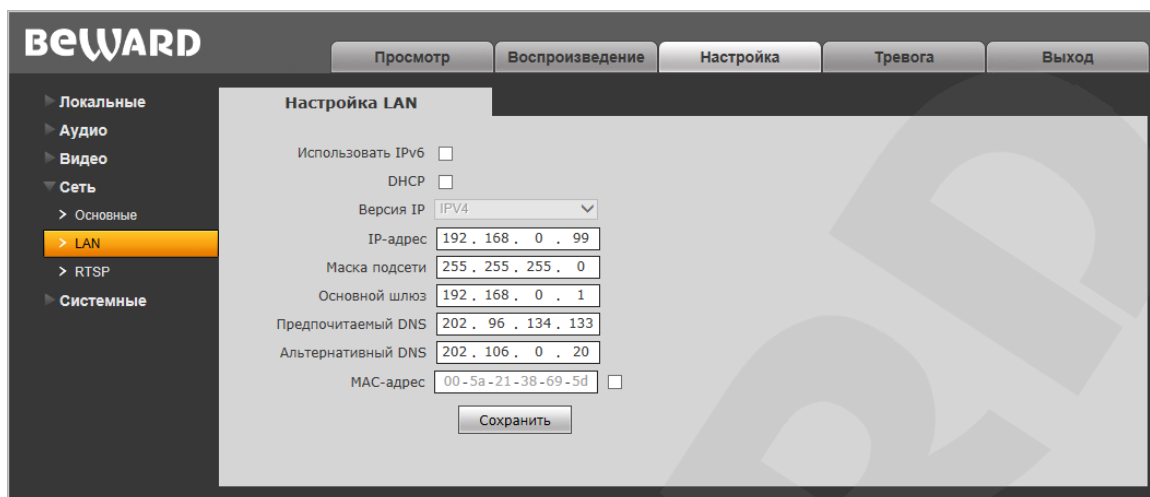 BEWARD
Просмотр Воспроизведение Настройка Тревога Выход
Локальные
Аудио
Видео
Сеть
> Основные
> LAN
> RTSP
Системные
Настройка LAN
Использовать IPv6
DHCP
Версия IP IPV4
IP-адрес 192 . 168 . 0 . 99
Маска подсети 255 . 255 . 255 . 0
Основной шлюз 192 . 168 . 0 . 1
Предпочитаемый DNS 202 . 96 . 134 . 133
Альтернативный DNS 202 . 106 . 0 . 20
MAC-адрес 00-5a-21-38-69-5d
Сохранить